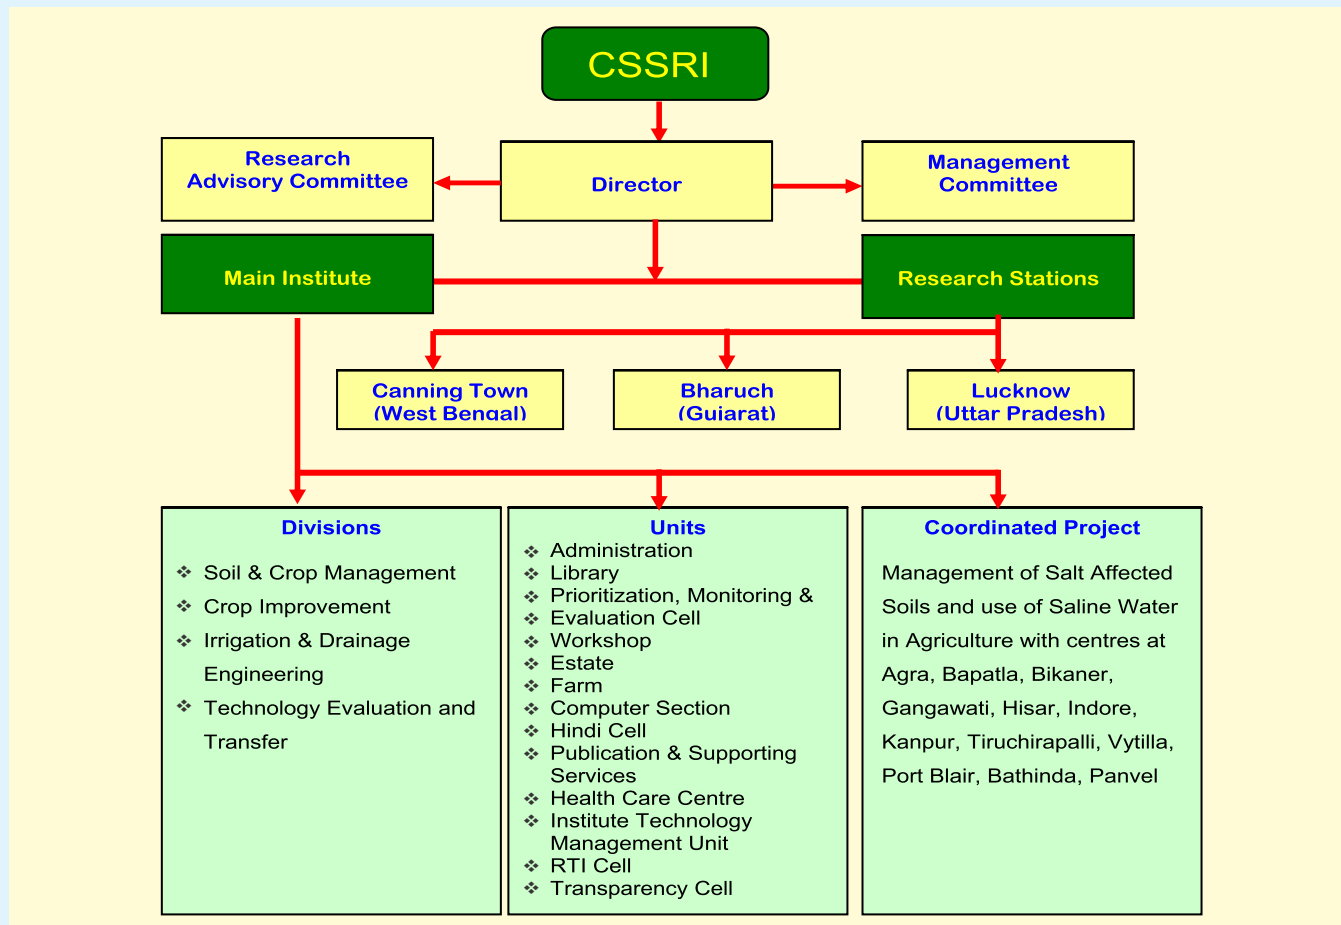 CSSRI
Research
Advisory Committee
Director
Management
Committee
Main Institute
Research Stations
Canning Town
(West Bengal)
Bharuch
(Gujarat)
Lucknow
(Uttar Pradesh)
Divisions
❖ Soil & Crop Management
❖ Crop Improvement
❖ Irrigation & Drainage
Engineering
❖ Technology Evaluation and
Transfer
Units
❖ Administration
❖ Library
❖ Prioritization, Monitoring &
❖ Evaluation Cell
❖ Workshop
❖ Estate
❖ Farm
❖ Computer Section
❖ Hindi Cell
❖ Publication & Supporting
Services
❖ Health Care Centre
❖ Institute Technology
Management Unit
❖ RTI Cell
❖ Transparency Cell
Coordinated Project
Management of Salt Affected
Soils and use of Saline Water
in Agriculture with centres at
Agra, Bapatla, Bikaner,
Gangawati, Hisar, Indore,
Kanpur, Tiruchirapalli, Vytilla,
Port Blair, Bathinda, Panvel